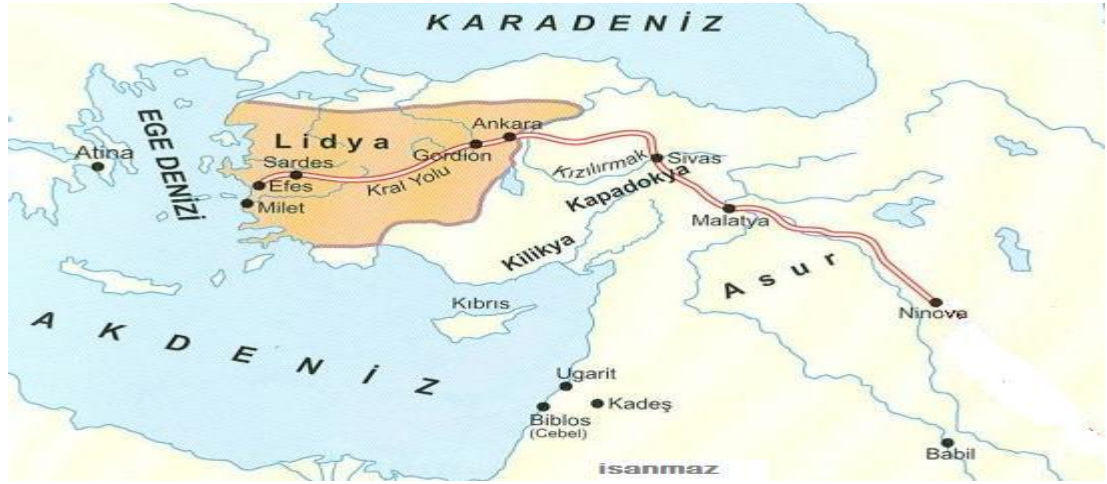 KARADENİZ
EGE DENİZİ
Atina
Lidya
Ankara
Gordion
Sardes
Efes
Kral Yolu
Milet
Kızılırmak
Sivas
Kapadokya
Malatya
Kilikya
Asur
Ninova
Kıbrıs
AKDENİZ
Ugarit
Kadeş
Biblos
(Cebel)
Babil
isanmaz